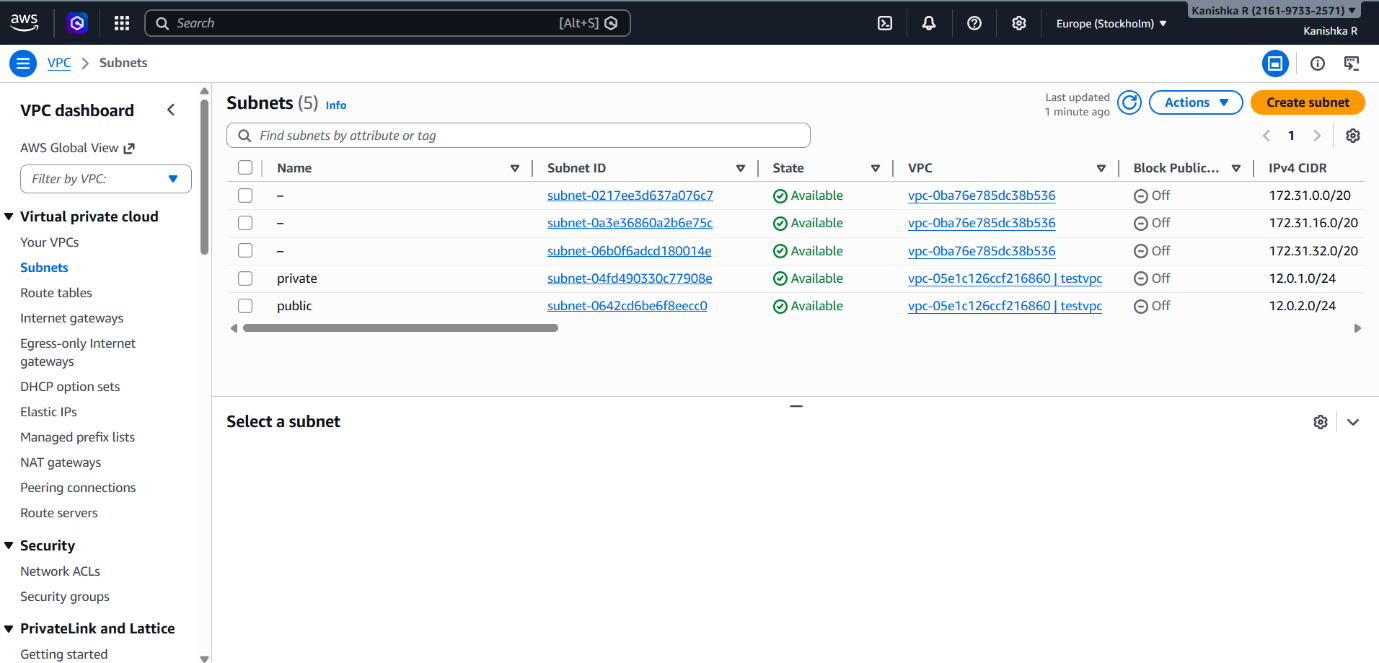 aws
Search [Alt+S]
Europe (Stockholm)
Kanishka R (2161-9733-2571)
Kanishka R
VPC > Subnets
VPC dashboard
AWS Global View
Filter by VPC:
Virtual private cloud
Your VPCs
Subnets
Route tables
Internet gateways
Egress-only Internet
gateways
DHCP option sets
Elastic IPs
Managed prefix lists
NAT gateways
Peering connections
Route servers
Security
Network ACLs
Security groups
PrivateLink and Lattice
Getting started
Subnets (5) Info
Last updated
1 minute ago
Actions
Create subnet
Find subnets by attribute or tag
1
Name Subnet ID State VPC Block Public... IPv4 CIDR
– subnet-0217ee3d637a076c7 Available vpc-0ba76e785dc38b536 Off 172.31.0.0/20
– subnet-0a3e36860a2b6e75c Available vpc-0ba76e785dc38b536 Off 172.31.16.0/20
– subnet-06b0f6adcd180014e Available vpc-0ba76e785dc38b536 Off 172.31.32.0/20
private subnet-04fd490330c77908e Available vpc-05e1c126ccf216860 | testvpc Off 12.0.1.0/24
public subnet-0642cd6be6f8eecc0 Available vpc-05e1c126ccf216860 | testvpc Off 12.0.2.0/24
Select a subnet